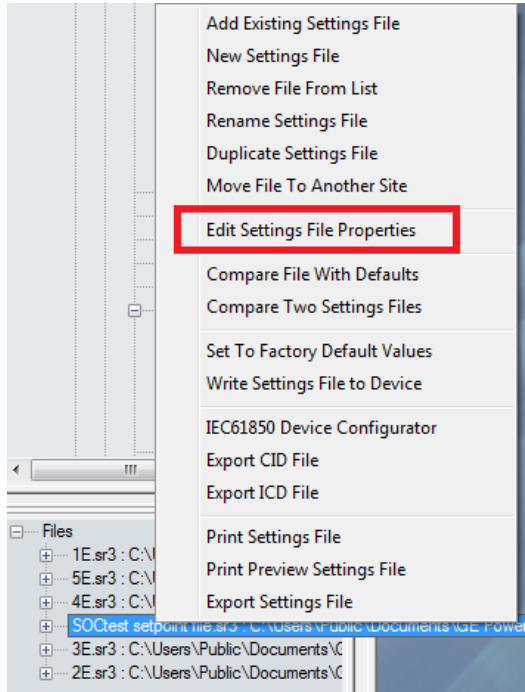 Add Existing Settings File
New Settings File
Remove File From List
Rename Settings File
Duplicate Settings File
Move File To Another Site
Edit Settings File Properties
Compare File With Defaults
Compare Two Settings Files
Set To Factory Default Values
Write Settings File to Device
IEC61850 Device Configurator
Export CID File
Export ICD File
Print Settings File
Print Preview Settings File
Export Settings File
Files
1E.sr3 : C:\
5E.sr3 : C:\
4E.sr3 : C:\
SOCtest setpoint file.sr3 : C:\Users\Public\Documents\GE Power
3E.sr3 : C:\Users\Public\Documents\
2E.sr3 : C:\Users\Public\Documents\